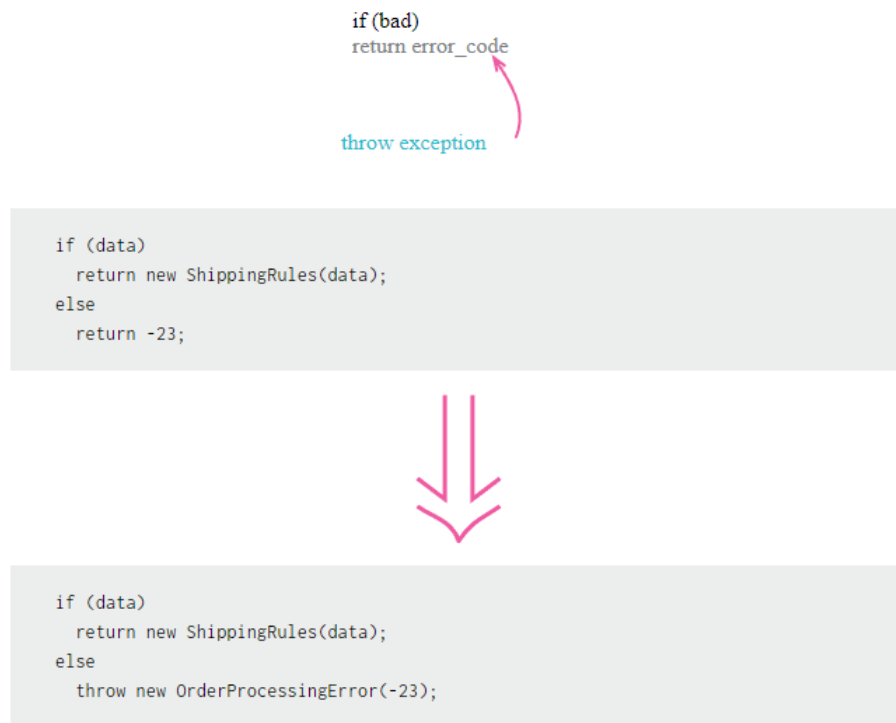 if (bad)
return error_code
throw exception
if (data)
return new ShippingRules(data);
else
return -23;
if (data)
return new ShippingRules(data);
else
throw new OrderProcessingError(-23);